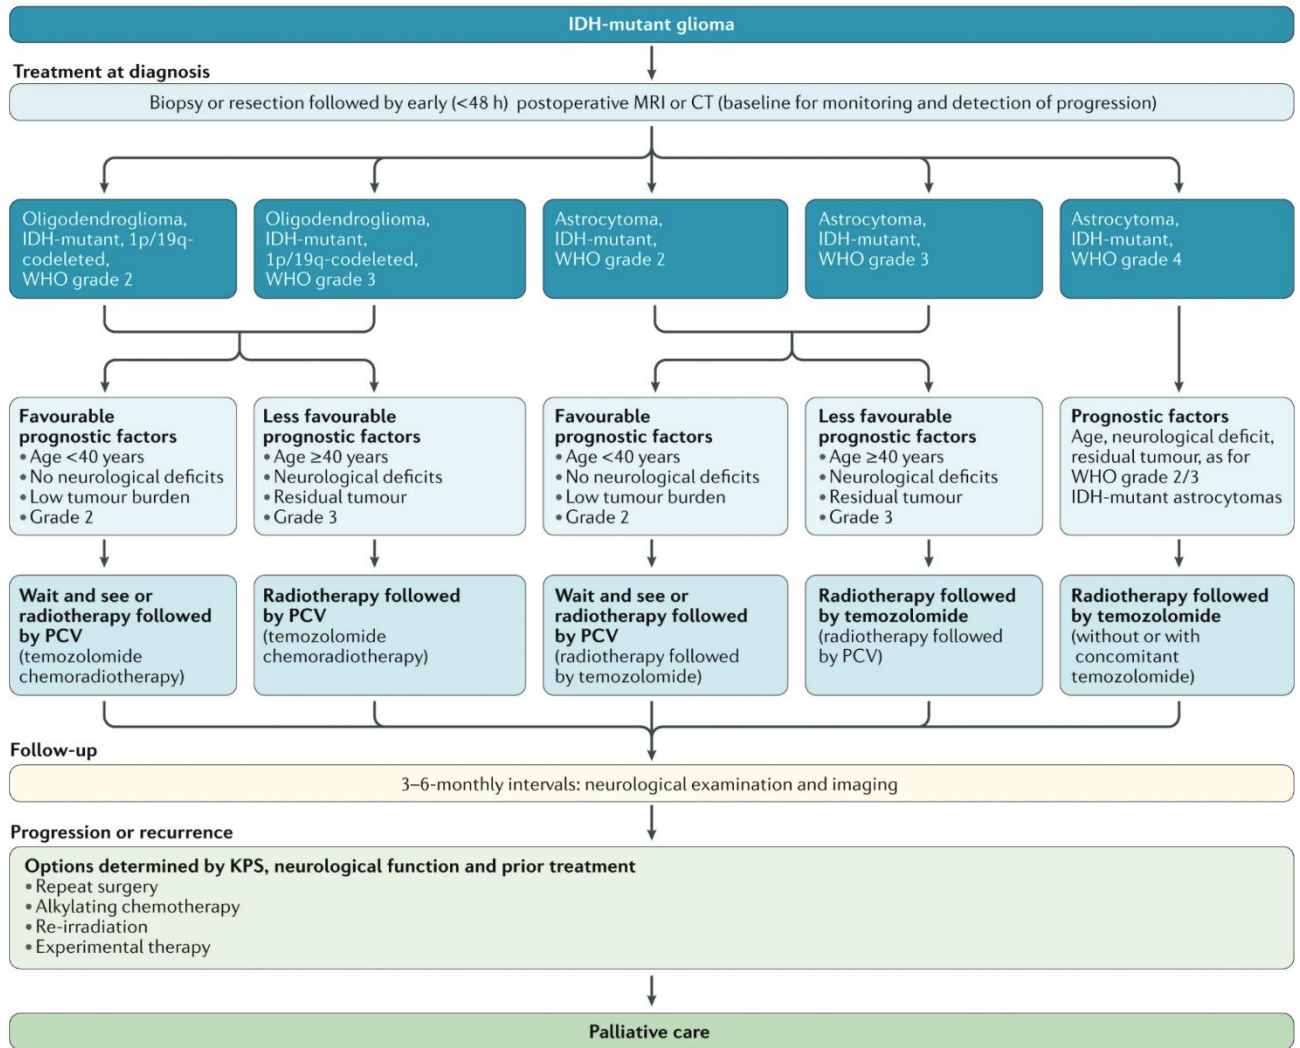 IDH-mutant glioma
Treatment at diagnosis
Biopsy or resection followed by early (<48 h) postoperative MRI or CT (baseline for monitoring and detection of progression)
Oligodendroglioma,
IDH-mutant, 1p/19q-
codeleted,
WHO grade 2
Oligodendroglioma,
IDH-mutant,
1p/19q-codeleted,
WHO grade 3
Astrocytoma,
IDH-mutant,
WHO grade 2
Astrocytoma,
IDH-mutant,
WHO grade 3
Astrocytoma,
IDH-mutant,
WHO grade 4
Favourable
prognostic factors
• Age <40 years
• No neurological deficits
• Low tumour burden
• Grade 2
Less favourable
prognostic factors
• Age ≥40 years
• Neurological deficits
• Residual tumour
• Grade 3
Favourable
prognostic factors
• Age <40 years
• No neurological deficits
• Low tumour burden
• Grade 2
Less favourable
prognostic factors
• Age ≥40 years
• Neurological deficits
• Residual tumour
• Grade 3
Prognostic factors
Age, neurological deficit,
residual tumour, as for
WHO grade 2/3
IDH-mutant astrocytomas
Wait and see or
radiotherapy followed
by PCV
(temozolomide
chemoradiotherapy)
Radiotherapy followed
by PCV
(temozolomide
chemoradiotherapy)
Wait and see or
radiotherapy followed
by PCV
(radiotherapy followed
by temozolomide)
Radiotherapy followed
by temozolomide
(radiotherapy followed
by PCV)
Radiotherapy followed
by temozolomide
(without or with
concomitant
temozolomide)
Follow-up
3–6-monthly intervals: neurological examination and imaging
Progression or recurrence
Options determined by KPS, neurological function and prior treatment
• Repeat surgery
• Alkylating chemotherapy
• Re-irradiation
• Experimental therapy
Palliative care